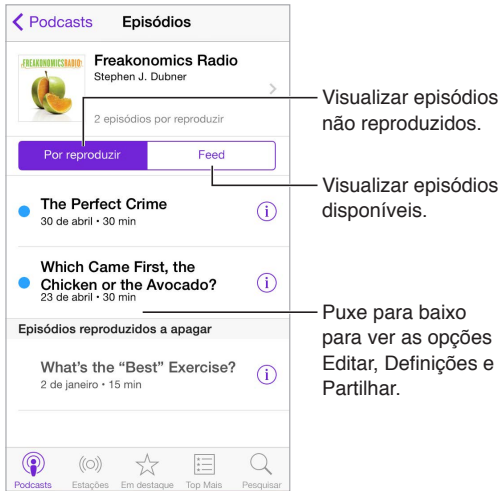 Podcasts Episódios
FREAKONOMICSRADIO
Freakonomics Radio
Stephen J. Dubner
2 episódios por reproduzir
Visualizar episódios
não reproduzidos.
Por reproduzir Feed
Visualizar episódios
disponíveis.
The Perfect Crime
30 de abril • 30 min
Which Came First, the
Chicken or the Avocado?
23 de abril • 30 min
Puxe para baixo
para ver as opções
Editar, Definições e
Partilhar.
Episódios reproduzidos a apagar
What's the “Best” Exercise?
2 de janeiro • 15 min
Podcasts Estações Em destaque Top Mais Pesquisar